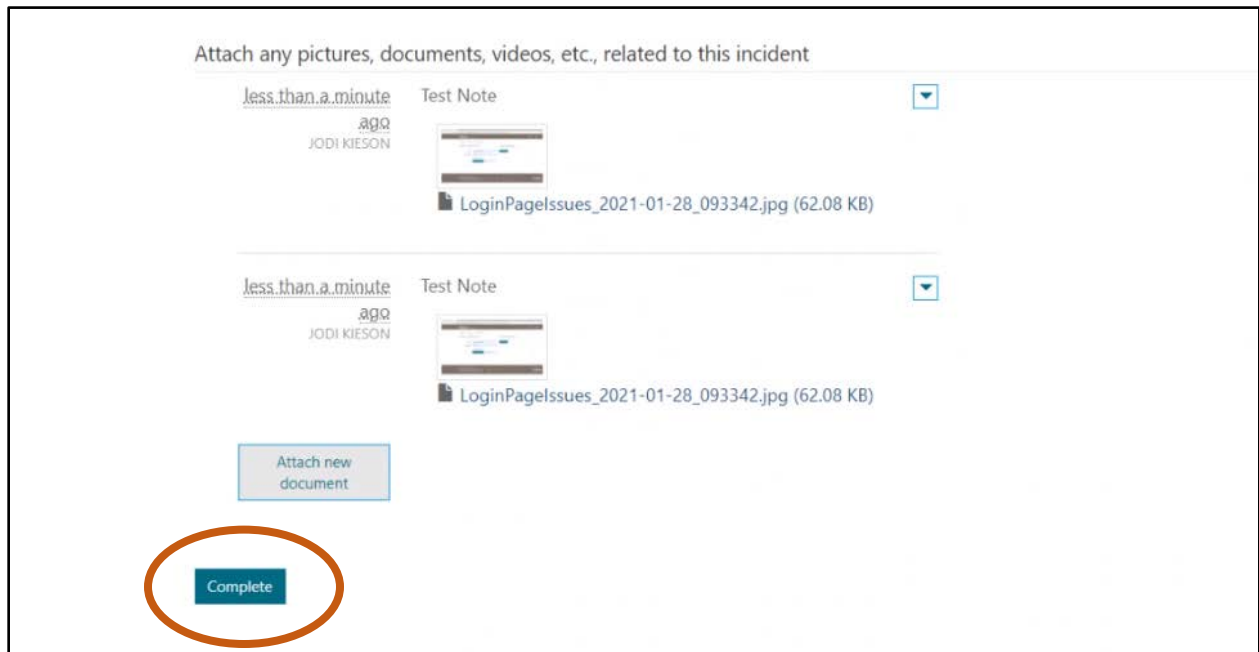 Attach any pictures, documents, videos, etc., related to this incident
less than a minute ago
JODI KIESON
Test Note
LoginPageIssues_2021-01-28_093342.jpg (62.08 KB)
less than a minute ago
JODI KIESON
Test Note
LoginPageIssues_2021-01-28_093342.jpg (62.08 KB)
Attach new
document
Complete